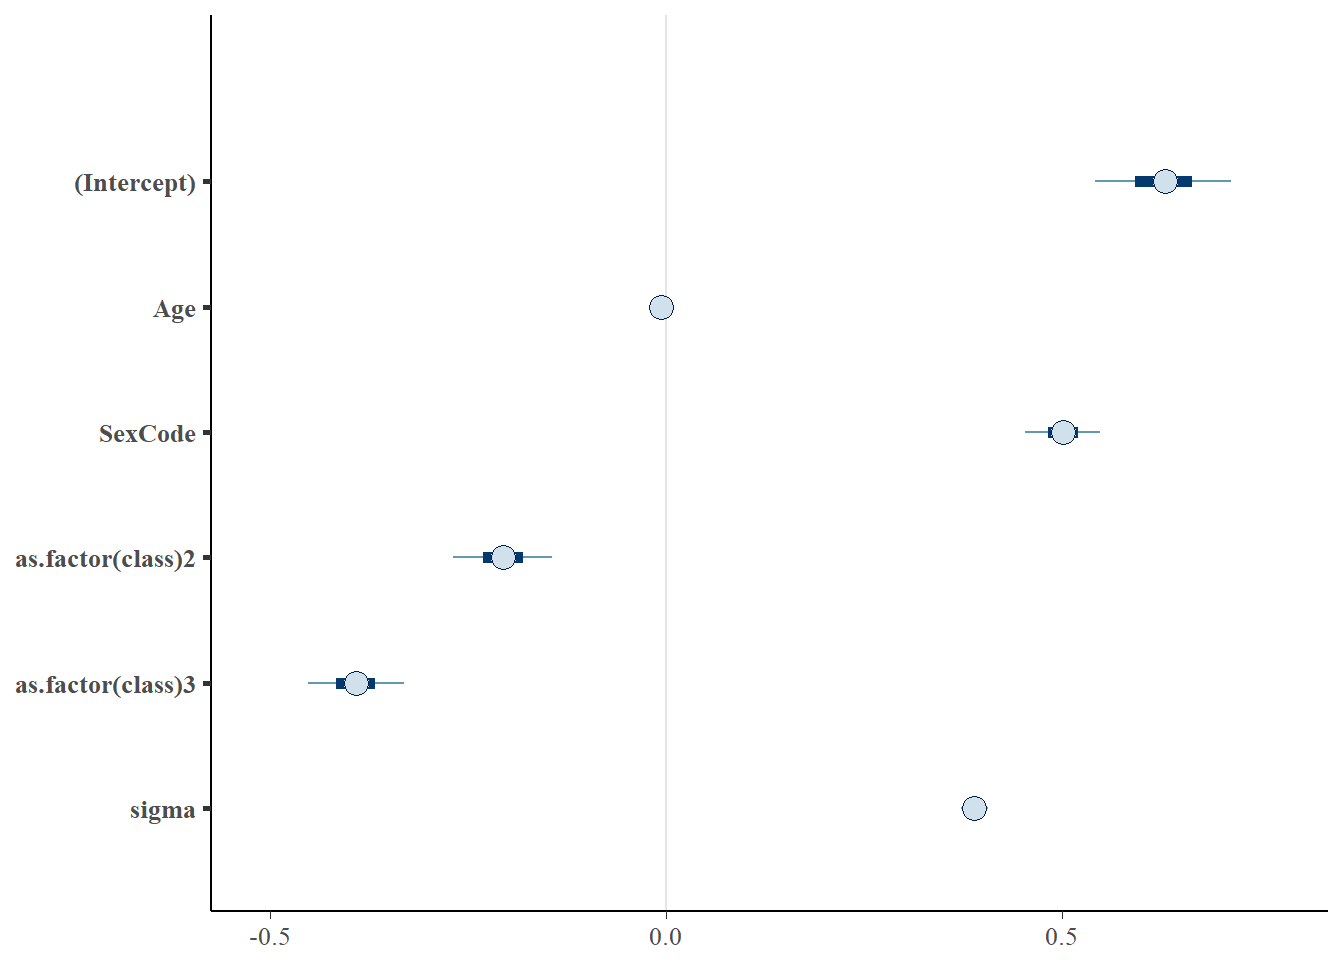 (Intercept)
Age
SexCode
as.factor(class)2
as.factor(class)3
sigma
-0.5 0.0 0.5